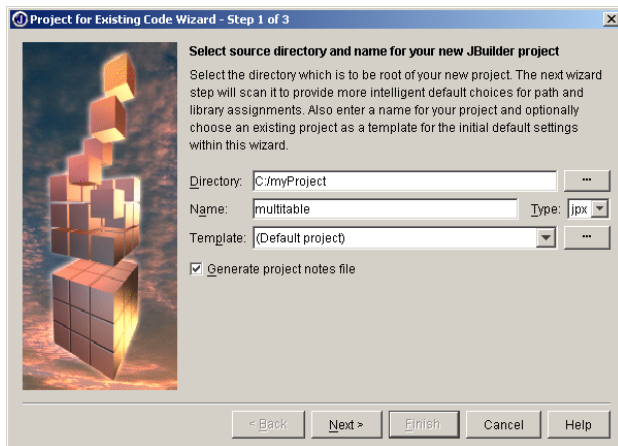 Project for Existing Code Wizard - Step 1 of 3
Select source directory and name for your new JBuilder project
Select the directory which is to be root of your new project. The next wizard
step will scan it to provide more intelligent default choices for path and
library assignments. Also enter a name for your project and optionally
choose an existing project as a template for the initial default settings
within this wizard.
Directory: C:/myProject ...
Name: multitable Type: jpx
Template: (Default project) ...
Generate project notes file
< Back Next > Finish Cancel Help